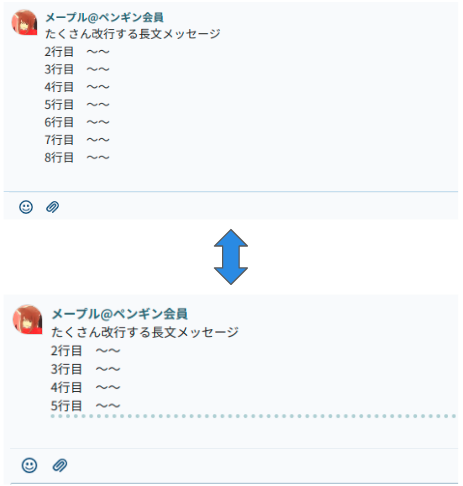 メープル@ペンギン会員
たくさん改行する長文メッセージ
2行目　～～
3行目　～～
4行目　～～
5行目　～～
6行目　～～
7行目　～～
8行目　～～
メープル@ペンギン会員
たくさん改行する長文メッセージ
2行目　～～
3行目　～～
4行目　～～
5行目　～～